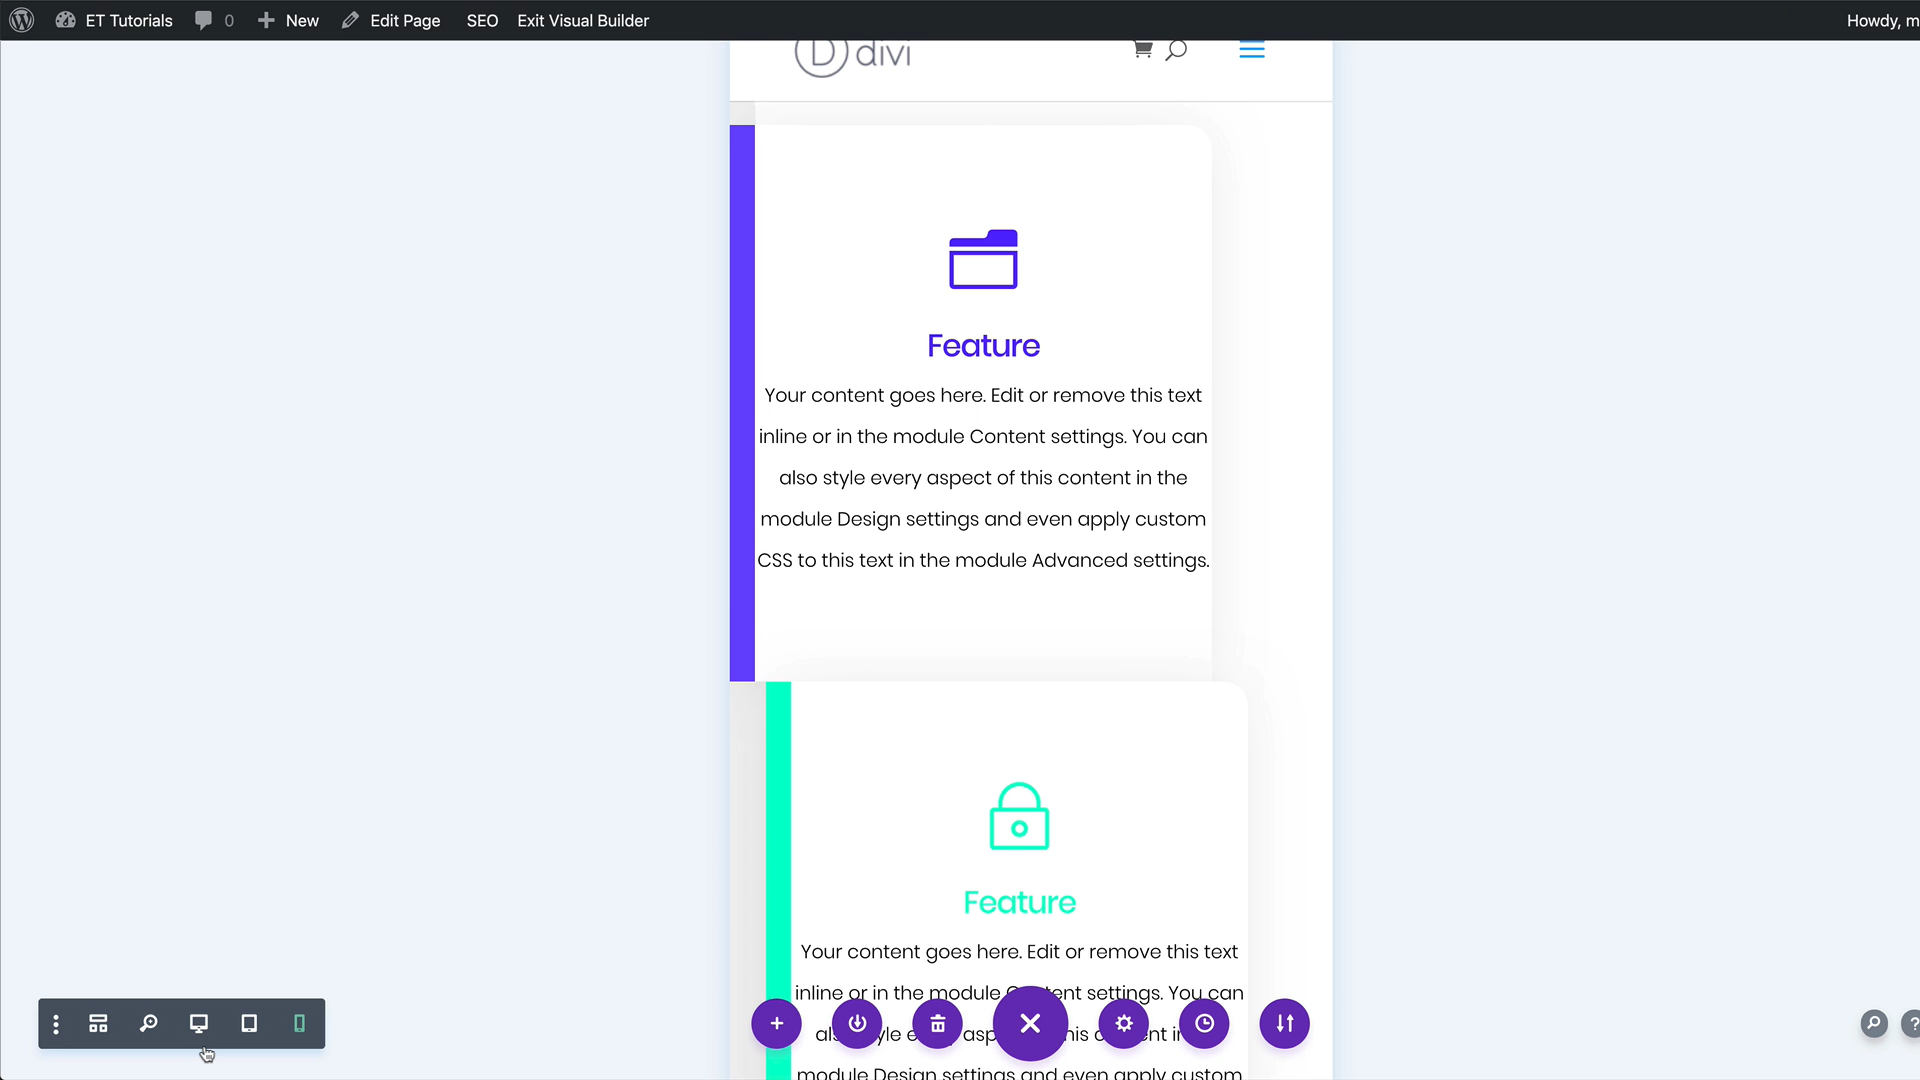 ET Tutorials 0 New Edit Page SEO Exit Visual Builder Howdy, m
D divi
Feature
Your content goes here. Edit or remove this text
inline or in the module Content settings. You can
also style every aspect of this content in the
module Design settings and even apply custom
CSS to this text in the module Advanced settings.
Feature
Your content goes here. Edit or remove this text
inline or in the module settings. You can
module Design settings and even apply custom
?